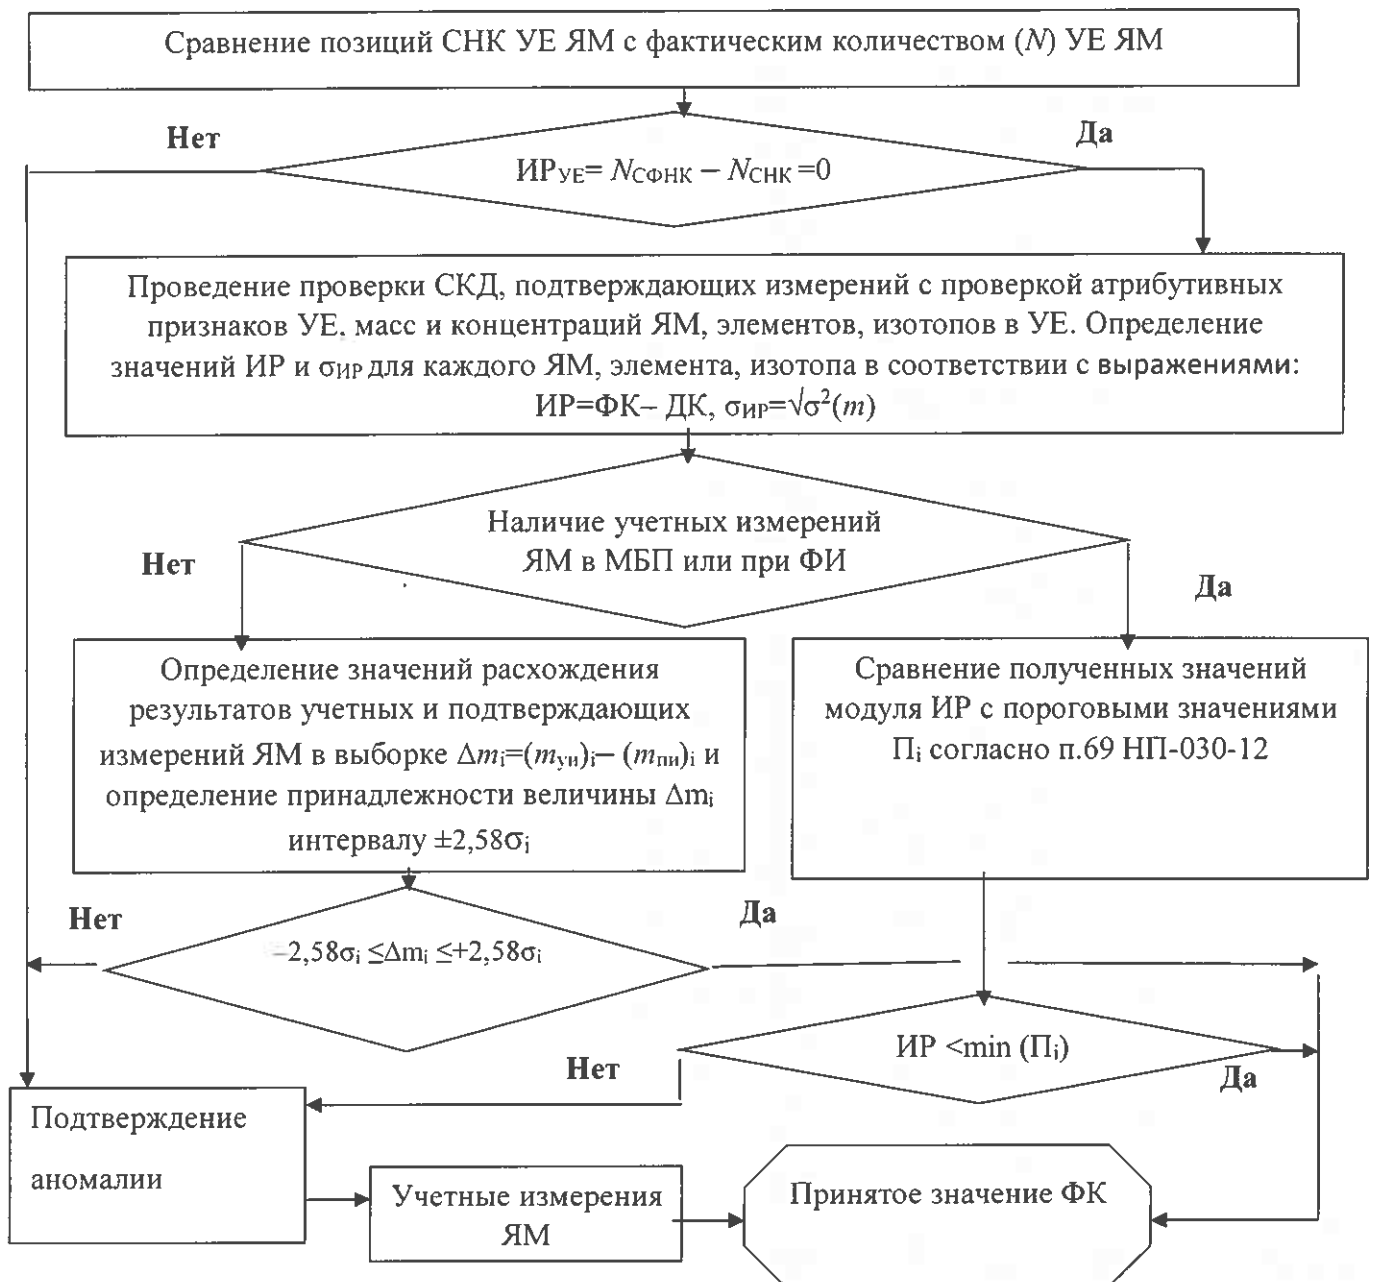 Сравнение позиций СНК УЕ ЯМ с фактическим количеством (N) УЕ ЯМ
Нет
Да
ИРУЕ= NСФНК – NСНК =0
Проведение проверки СКД, подтверждающих измерений с проверкой атрибутивных
признаков УЕ, масс и концентраций ЯМ, элементов, изотопов в УЕ. Определение
значений ИР и σИР для каждого ЯМ, элемента, изотопа в соответствии с выражениями:
ИР=ФК– ДК, σИР=√σ²(m)
Наличие учетных измерений
ЯМ в МБП или при ФИ
Нет
Да
Определение значений расхождения
результатов учетных и подтверждающих
измерений ЯМ в выборке Δmi=(mуи)i– (mпи)i и
определение принадлежности величины Δmi
интервалу ±2,58σi
Сравнение полученных значений
модуля ИР с пороговыми значениями
Пi согласно п.69 НП-030-12
Нет
Да
–2,58σi ≤Δmi ≤+2,58σi
ИР <min (Пi)
Нет
Да
Подтверждение
аномалии
Учетные измерения
ЯМ
Принятое значение ФК